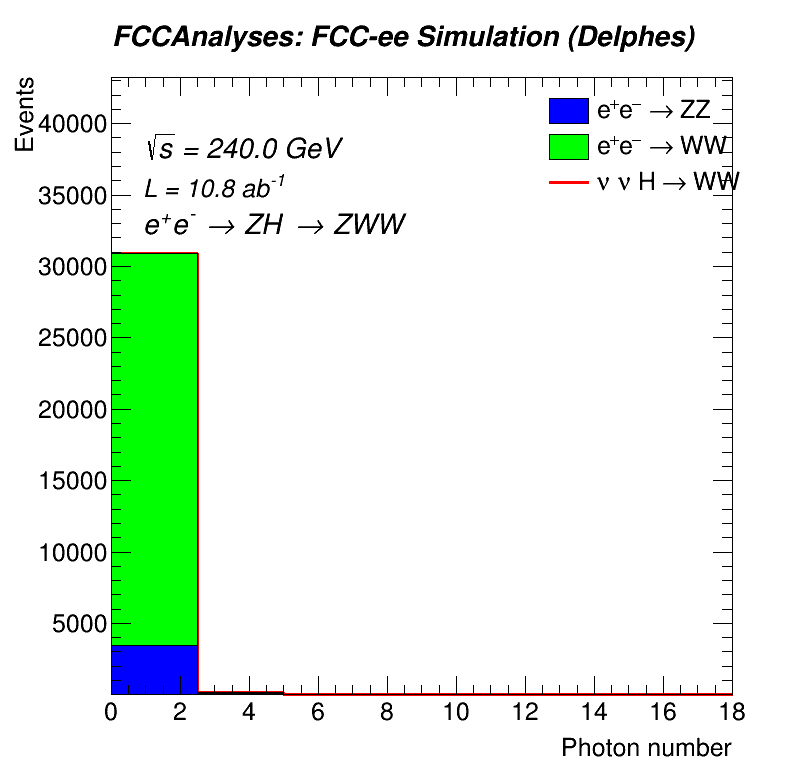 FCCAnalyses: FCC-ee Simulation (Delphes)
Events
40000
35000
30000
25000
20000
15000
10000
5000
√s = 240.0 GeV
L = 10.8 ab⁻¹
e⁺e⁻ → ZH → ZWW
e⁺e⁻ → ZZ
e⁺e⁻ → WW
ν ν H → WW
0 2 4 6 8 10 12 14 16 18
Photon number